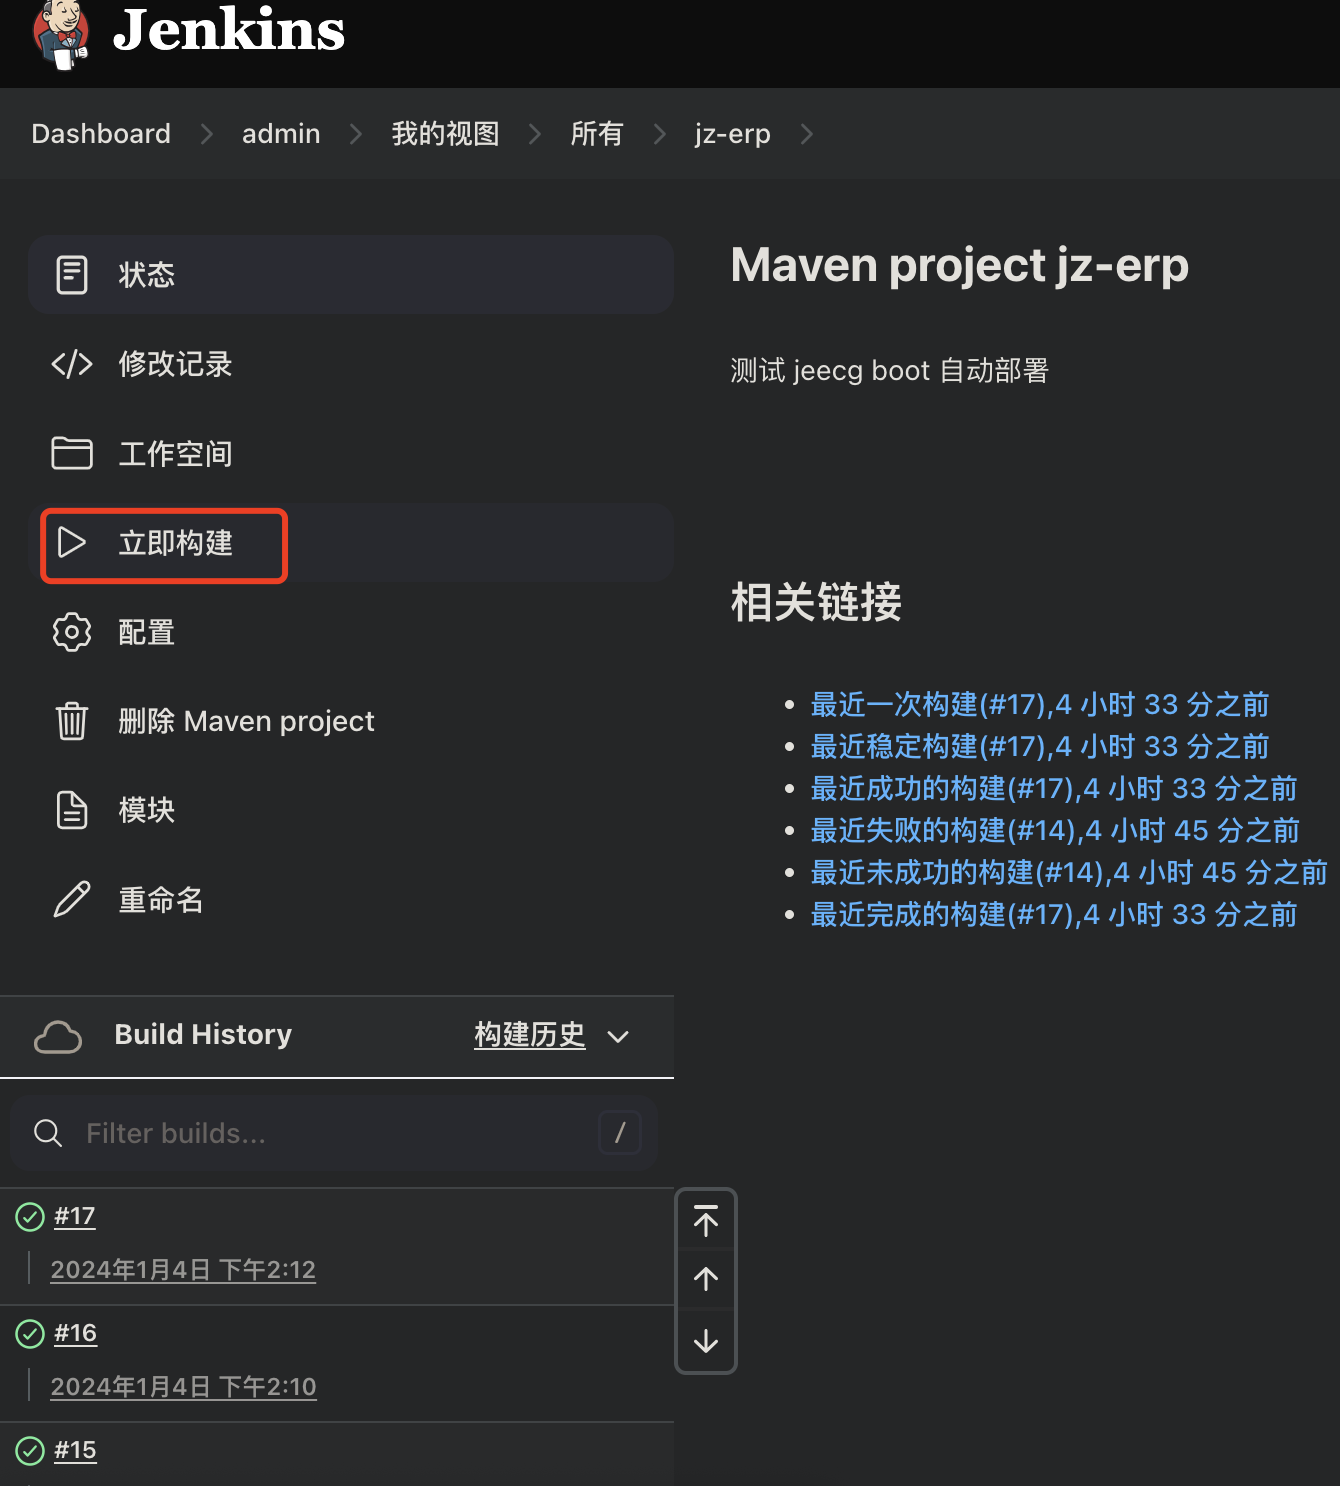 Jenkins
Dashboard
admin
我的视图
所有
jz-erp
状态
修改记录
工作空间
立即构建
配置
删除 Maven project
模块
重命名
Maven project jz-erp
测试 jeecg boot 自动部署
相关链接
最近一次构建(#17),4 小时 33 分之前
最近稳定构建(#17),4 小时 33 分之前
最近成功的构建(#17),4 小时 33 分之前
最近失败的构建(#14),4 小时 45 分之前
最近未成功的构建(#14),4 小时 45 分之前
最近完成的构建(#17),4 小时 33 分之前
Build History
构建历史
Filter builds...
/
#17
2024年1月4日 下午2:12
#16
2024年1月4日 下午2:10
#15